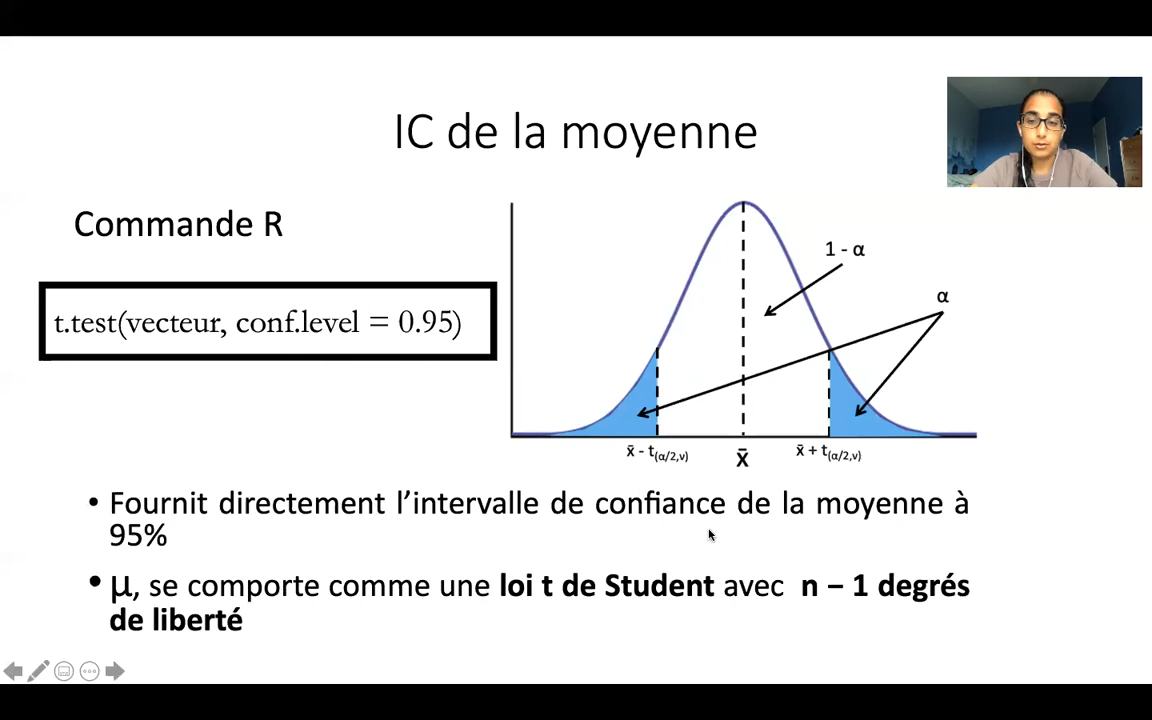 IC de la moyenne
Commande R
t.test(vecteur, conf.level = 0.95)
1 - α
α
x̄ - t(α/2,ν)
X̄
x̄ + t(α/2,ν)
• Fournit directement l’intervalle de confiance de la moyenne à
95%
• μ, se comporte comme une loi t de Student avec n – 1 degrés
de liberté